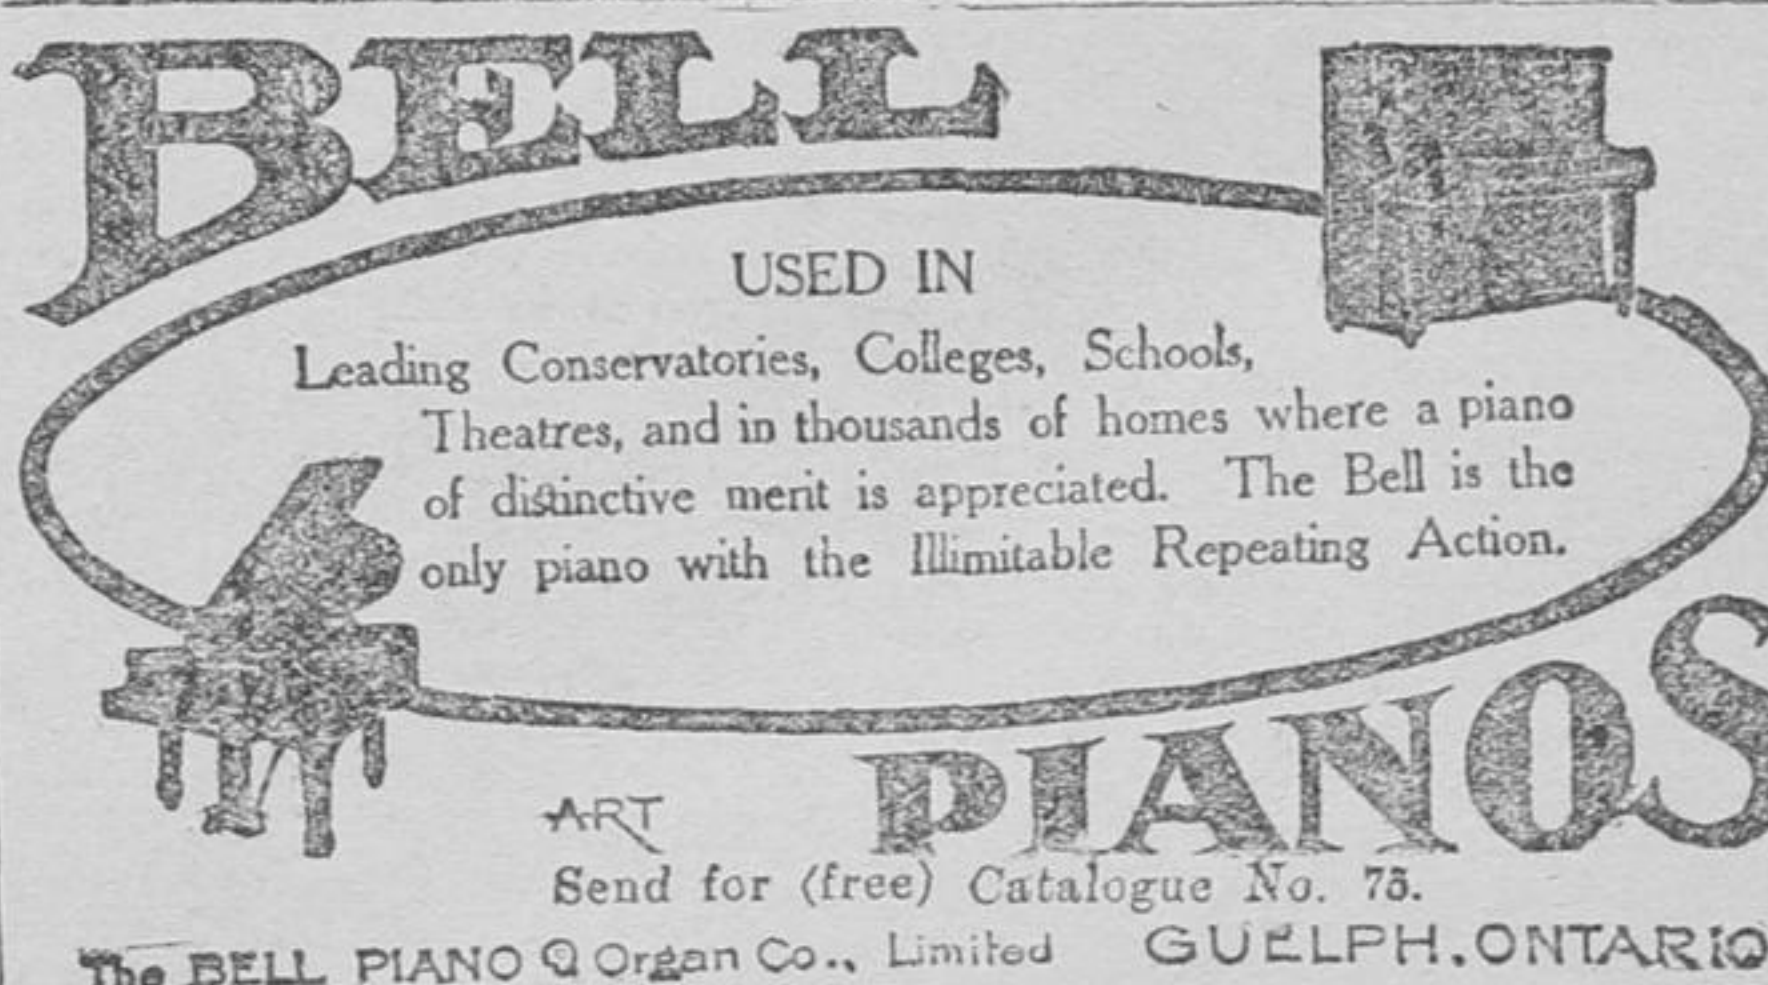 BELL
USED IN
Leading Conservatories, Colleges, Schools,
Theatres, and in thousands of homes where a piano
of distinctive merit is appreciated. The Bell is the
only piano with the Illimitable Repeating Action.
ART PIANOS
Send for (free) Catalogue No. 75.
The BELL PIANO & Organ Co., Limited GUELPH, ONTARIO